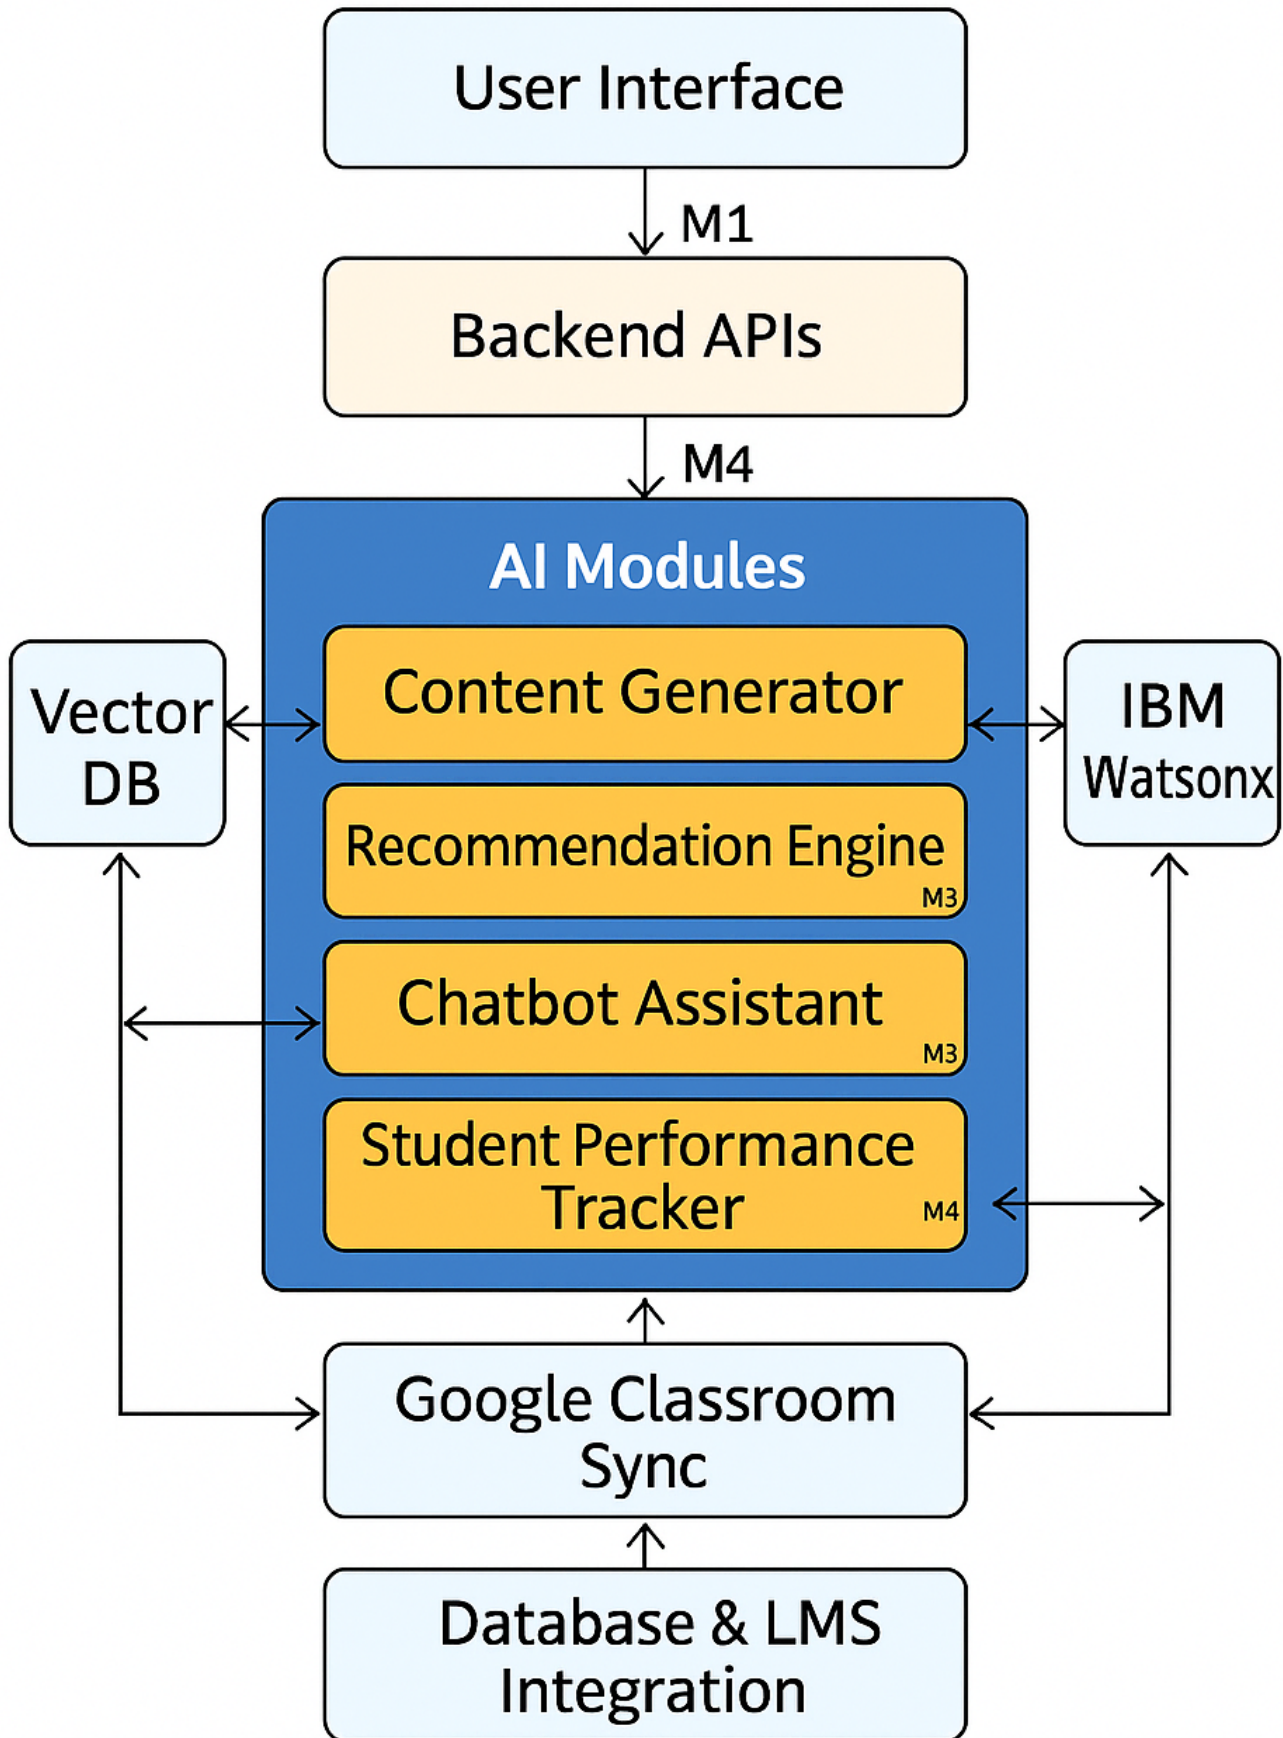 User Interface
M1
Backend APIs
M4
AI Modules
Content Generator
Vector
DB
IBM
Watsonx
Recommendation Engine
M3
Chatbot Assistant
M3
Student Performance
Tracker
M4
Google Classroom
Sync
Database & LMS
Integration